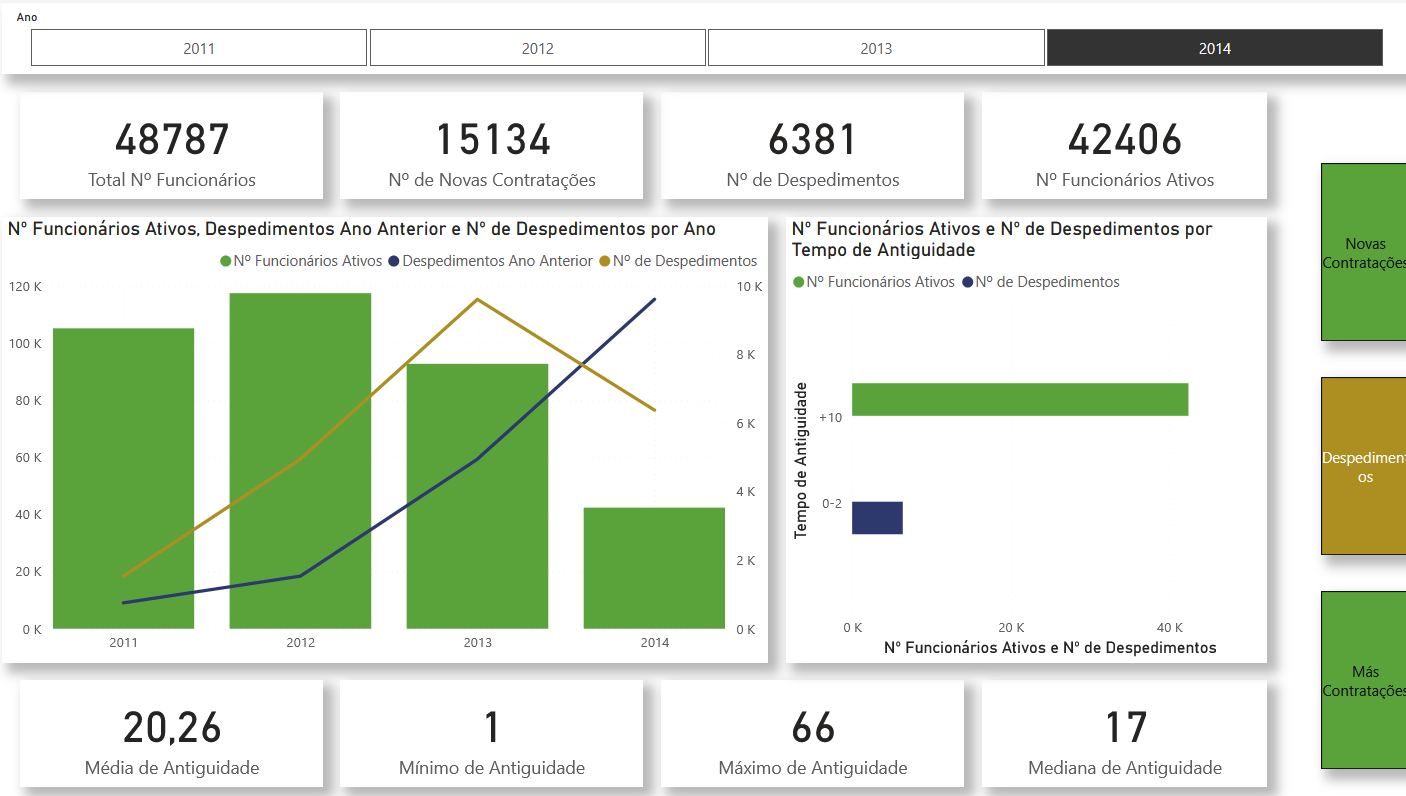 Ano
2011
2012
2013
2014
48787
Total Nº Funcionários
15134
Nº de Novas Contratações
6381
Nº de Despedimentos
42406
Nº Funcionários Ativos
Nº Funcionários Ativos, Despedimentos Ano Anterior e Nº de Despedimentos por Ano
Nº Funcionários Ativos
Despedimentos Ano Anterior
Nº de Despedimentos
120 K
100 K
80 K
60 K
40 K
20 K
0 K
10 K
8 K
6 K
4 K
2 K
0 K
2011
2012
2013
2014
Nº Funcionários Ativos e Nº de Despedimentos por
Tempo de Antiguidade
Nº Funcionários Ativos
Nº de Despedimentos
Tempo de Antiguidade
+10
0-2
0 K
20 K
40 K
Nº Funcionários Ativos e Nº de Despedimentos
Novas
Contratações
Despediment
os
Más
Contratações
20,26
Média de Antiguidade
1
Mínimo de Antiguidade
66
Máximo de Antiguidade
17
Mediana de Antiguidade